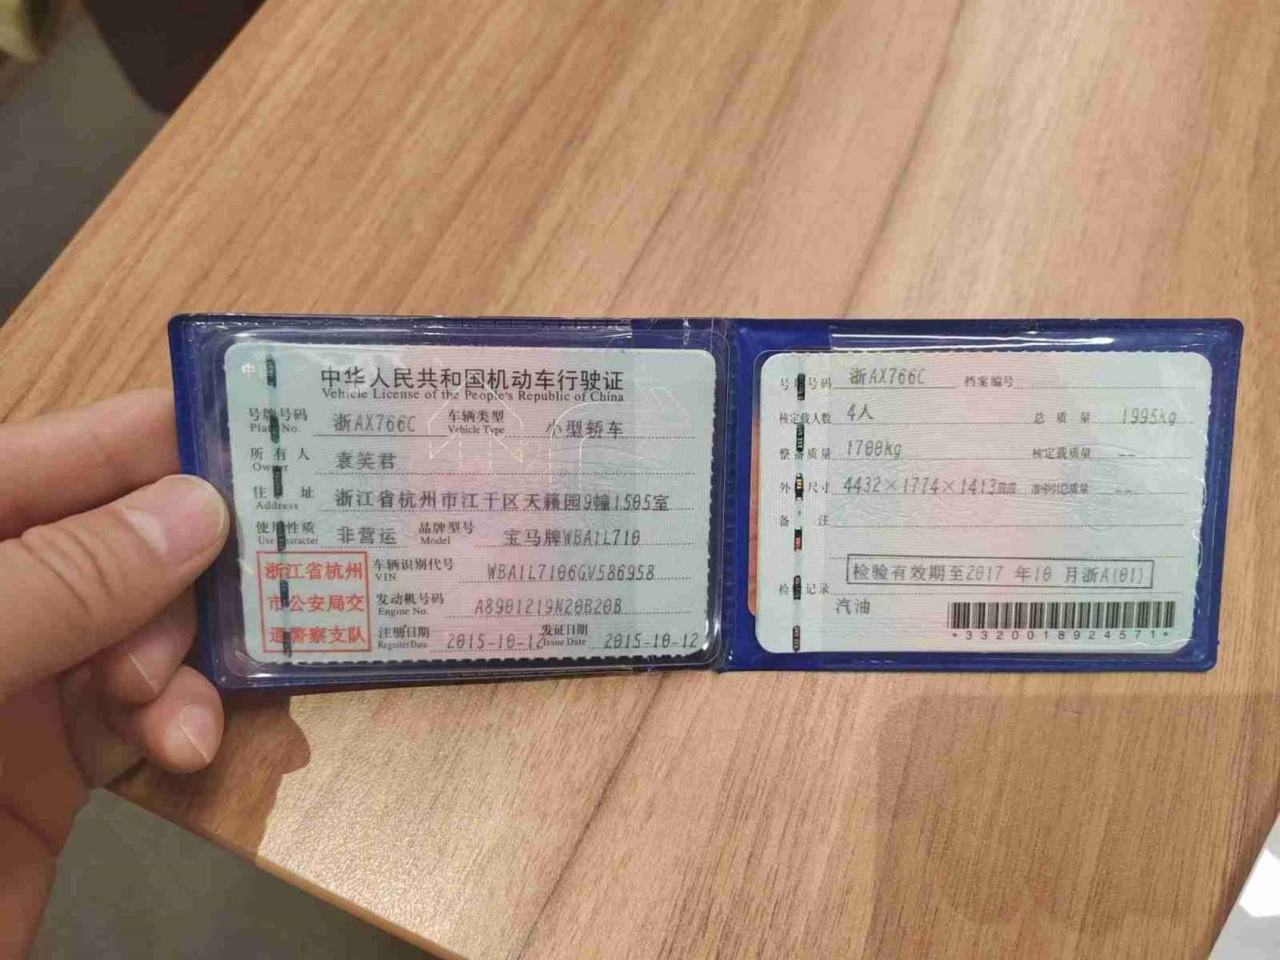 中华人民共和国机动车行驶证
Vehicle License of the People's Republic of China
号牌号码 浙AX766C 车辆类型 小型轿车
Plate No. Vehicle Type
所有人 袁笑君
Owner
住址 浙江省杭州市江干区天籁园9幢1505室
Address
使用性质 非营运 品牌型号 宝马牌WBA1L710
Use Character Model
浙江省杭州
市公安局交
通警察支队
车辆识别代号 WBA1L7106GV586958
VIN
发动机号码 A8901219N20B20B
Engine No.
注册日期 2015-10-12 发证日期 2015-10-12
Register Date Issue Date
号牌号码 浙AX766C 档案编号
核定载人数 4人 总质量 1995kg
整备质量 1700kg 核定载质量 --
外廓尺寸 4432×1774×1413mm 准牵引总质量 --
备注
检验有效期至2017年10月浙A(01)
检验记录
汽油
*3320018924571*